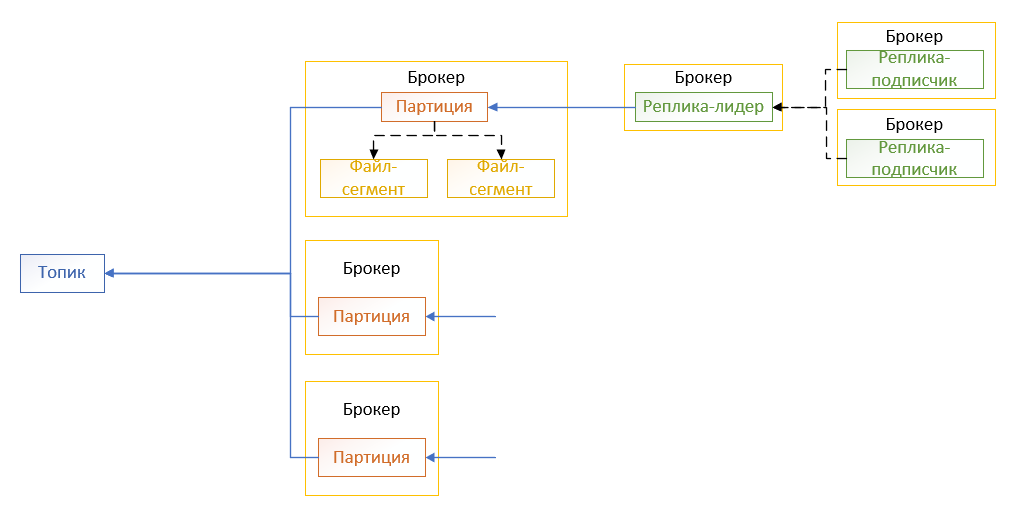 Брокер
Реплика-
подписчик
Брокер
Партиция
Брокер
Реплика-лидер
Брокер
Реплика-
подписчик
Файл-
сегмент
Файл-
сегмент
Брокер
Топик
Партиция
Брокер
Партиция